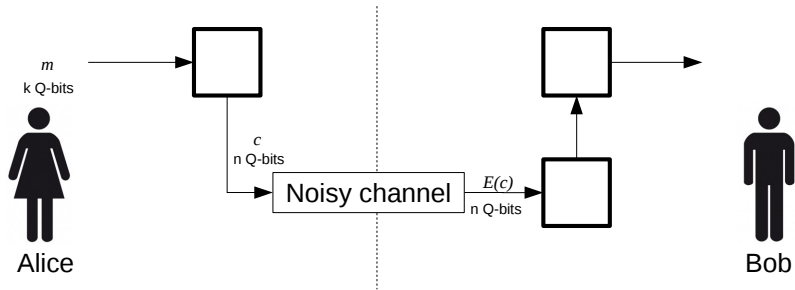 m
k Q-bits
c
n Q-bits
Noisy channel
E(c)
n Q-bits
Alice
Bob